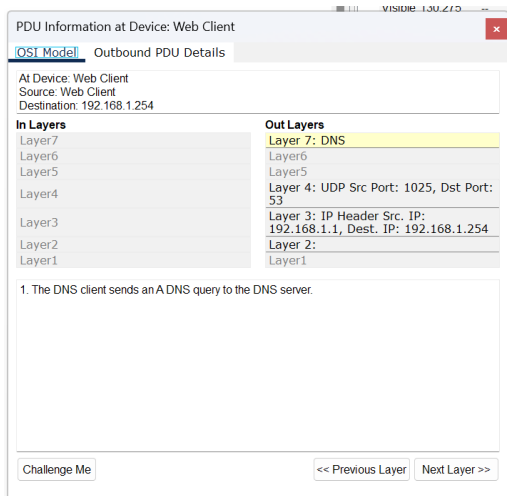 Visible 130.275 --
PDU Information at Device: Web Client
x
OSI Model Outbound PDU Details
At Device: Web Client
Source: Web Client
Destination: 192.168.1.254
In Layers Out Layers
Layer7 Layer 7: DNS
Layer6 Layer6
Layer5 Layer5
Layer4 Layer 4: UDP Src Port: 1025, Dst Port:
53
Layer3 Layer 3: IP Header Src. IP:
192.168.1.1, Dest. IP: 192.168.1.254
Layer2 Layer 2:
Layer1 Layer1
1. The DNS client sends an A DNS query to the DNS server.
Challenge Me << Previous Layer Next Layer >>